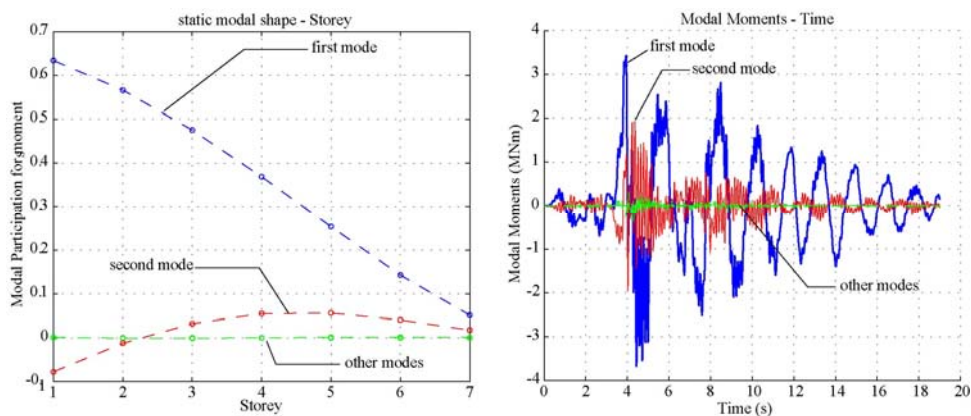 static modal shape - Storey
0.7
0.6
0.5
0.4
0.3
0.2
0.1
0
-0.1
Modal Participation for moment
first mode
second mode
other modes
1 2 3 4 5 6 7
Storey
Modal Moments - Time
4
3
2
1
0
-1
-2
-3
-4
Modal Moments (MNm)
first mode
second mode
other modes
0 2 4 6 8 10 12 14 16 18 20
Time (s)